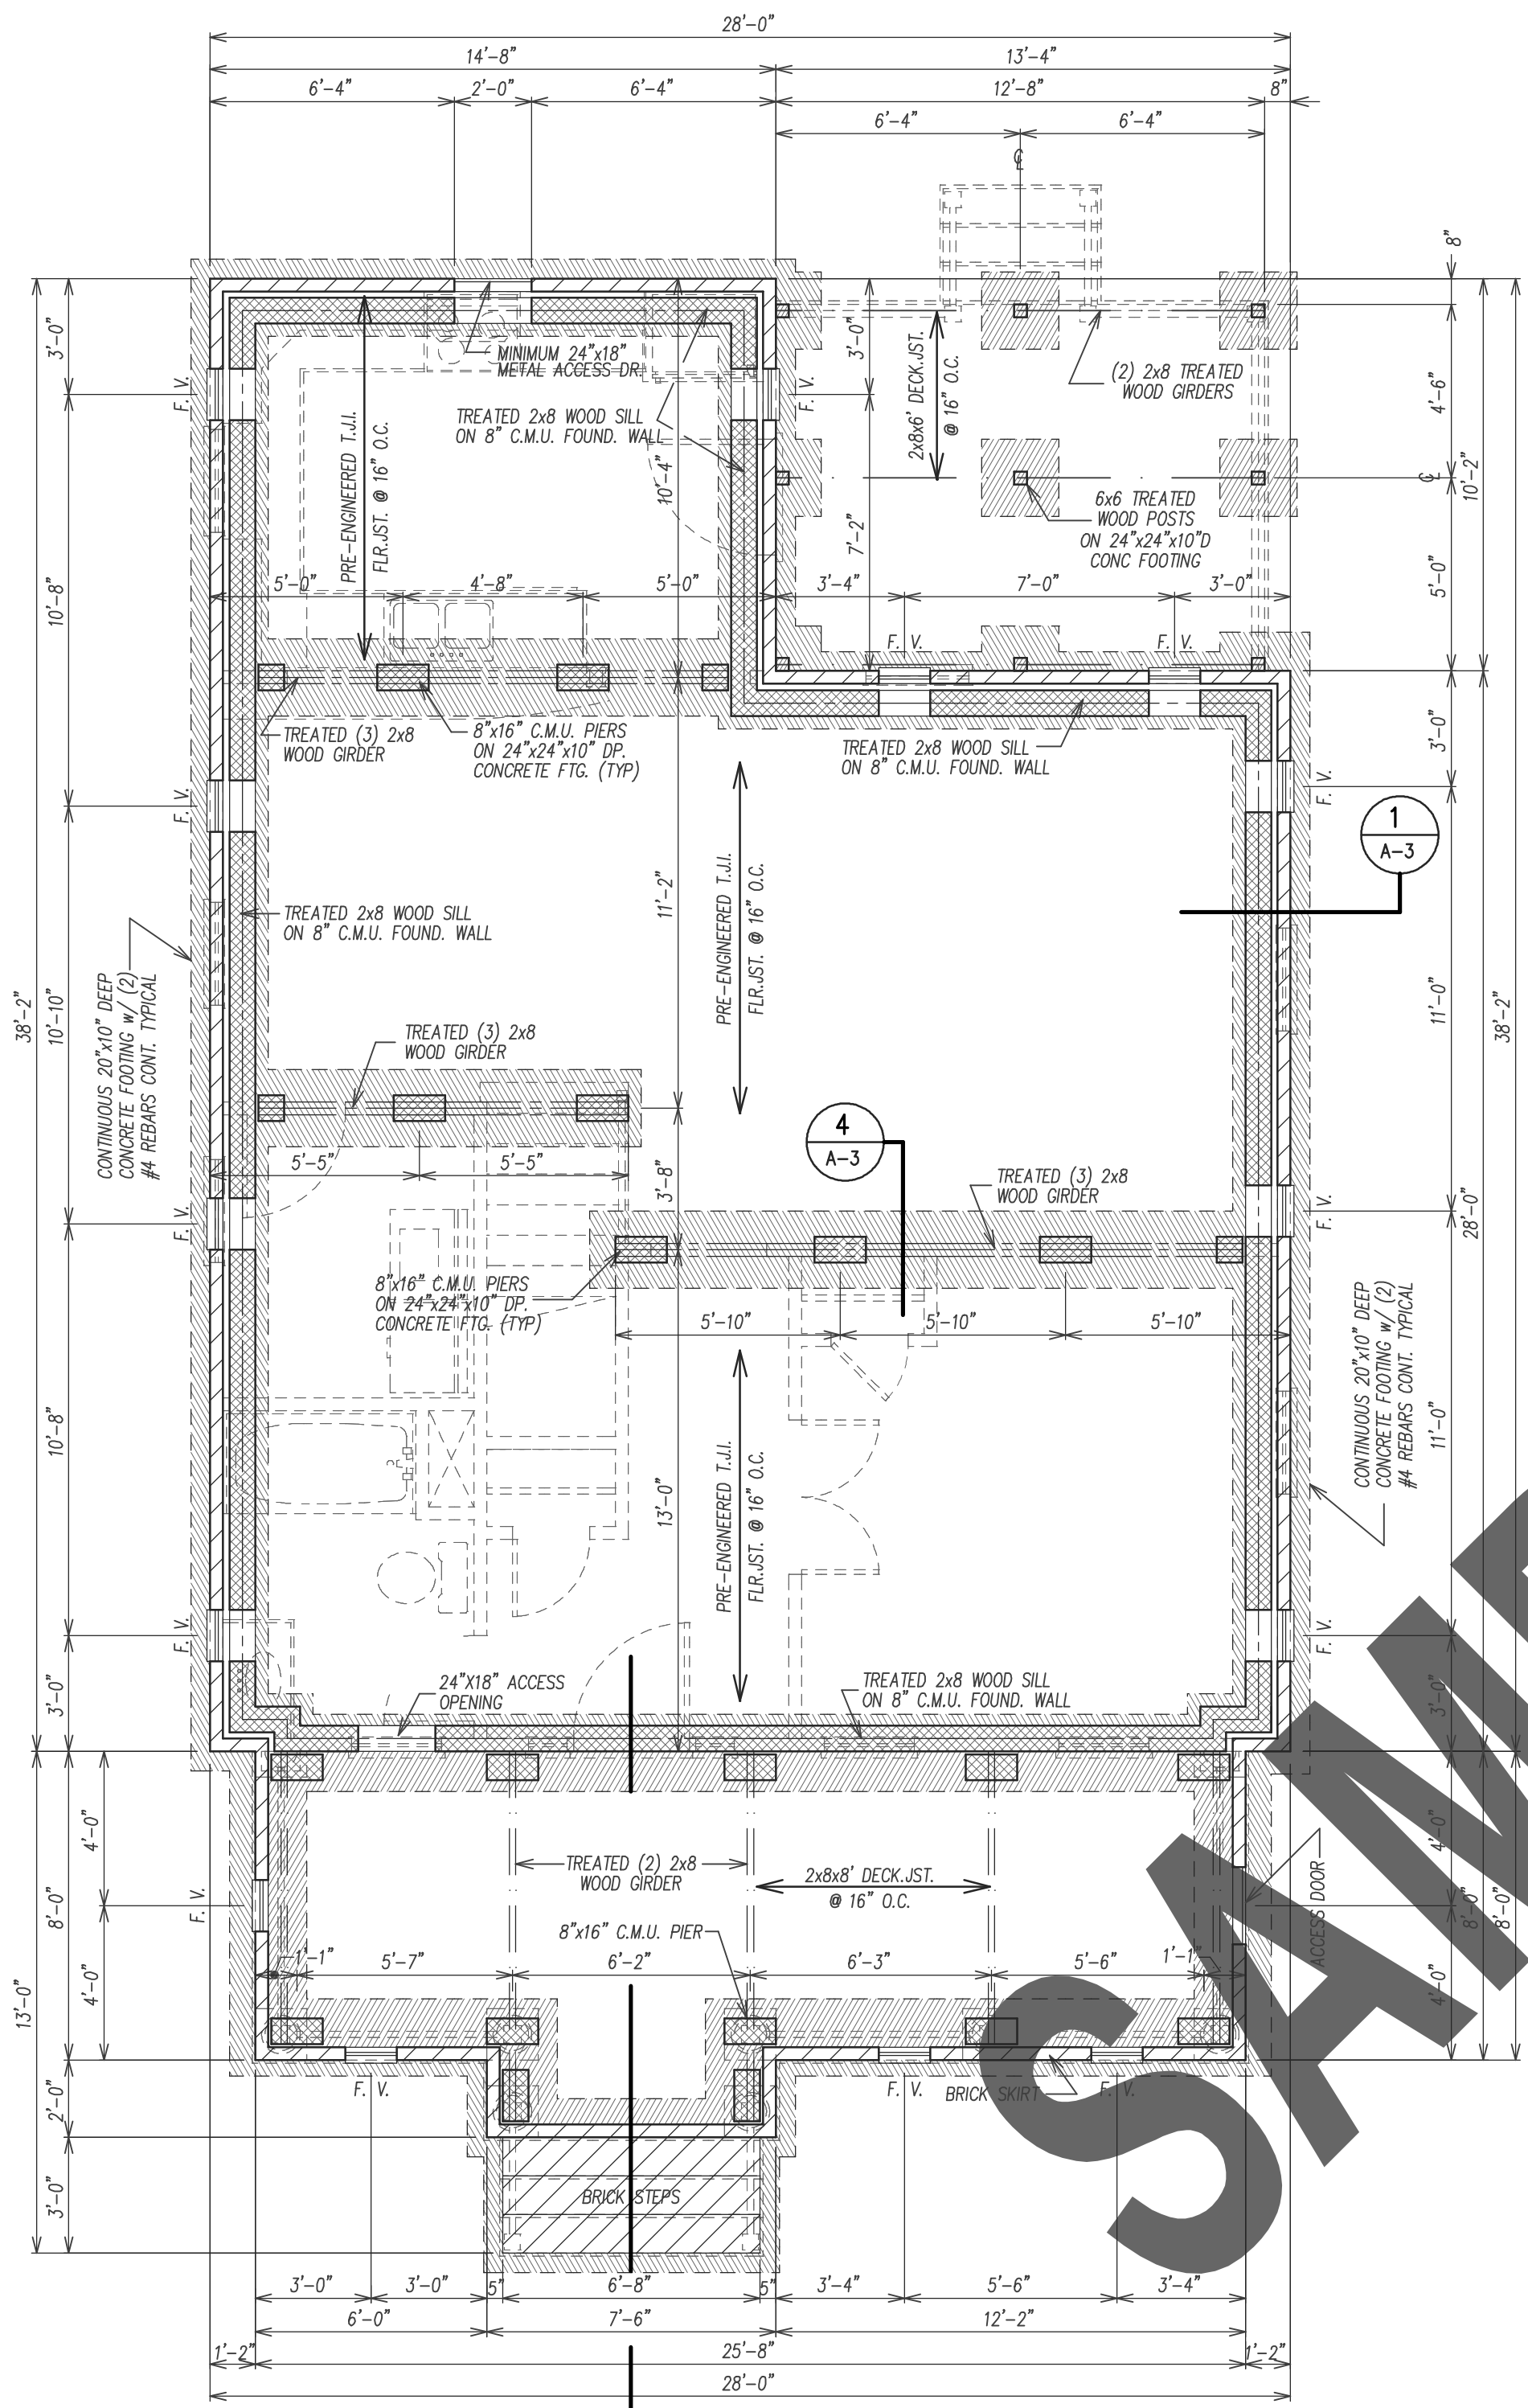 28'-0"
14'-8" 13'-4"
6'-4" 2'-0" 6'-4" 12'-8" 8"
6'-4" 6'-4"
℄
8"
3'-0"
F. V.
MINIMUM 24"x18"
METAL ACCESS DR.
TREATED 2x8 WOOD SILL
ON 8" C.M.U. FOUND. WALL
PRE-ENGINEERED T.J.I.
FLR.JST. @ 16" O.C.
10'-4"
3'-0"
F. V.
7'-2"
2x8x6' DECK.JST.
@ 16" O.C.
(2) 2x8 TREATED
WOOD GIRDERS
4'-6"
℄
10'-2"
6x6 TREATED
WOOD POSTS
ON 24"x24"x10"D
CONC FOOTING
5'-0"
10'-8"
5'-0" 4'-8" 5'-0" 3'-4" 7'-0" 3'-0"
F. V. F. V.
TREATED (3) 2x8
WOOD GIRDER
8"x16" C.M.U. PIERS
ON 24"x24"x10" DP.
CONCRETE FTG. (TYP)
TREATED 2x8 WOOD SILL
ON 8" C.M.U. FOUND. WALL
3'-0"
F. V.
F. V.
1
A-3
TREATED 2x8 WOOD SILL
ON 8" C.M.U. FOUND. WALL
11'-2"
PRE-ENGINEERED T.J.I.
FLR.JST. @ 16" O.C.
38'-2"
10'-10"
CONTINUOUS 20"x10" DEEP
CONCRETE FOOTING w/ (2)
#4 REBARS CONT. TYPICAL
11'-0"
38'-2"
TREATED (3) 2x8
WOOD GIRDER
4
A-3
5'-5" 5'-5"
3'-8"
TREATED (3) 2x8
WOOD GIRDER
F. V.
F. V.
28'-0"
8"x16" C.M.U. PIERS
ON 24"x24"x10" DP.
CONCRETE FTG. (TYP)
5'-10" 5'-10" 5'-10"
CONTINUOUS 20"x10" DEEP
CONCRETE FOOTING w/ (2)
#4 REBARS CONT. TYPICAL
10'-8"
11'-0"
13'-0"
PRE-ENGINEERED T.J.I.
FLR.JST. @ 16" O.C.
F. V.
F. V.
3'-0"
24"X18" ACCESS
OPENING
TREATED 2x8 WOOD SILL
ON 8" C.M.U. FOUND. WALL
3'-0"
4'-0"
TREATED (2) 2x8
WOOD GIRDER
2x8x8' DECK.JST.
@ 16" O.C.
4'-0"
8'-0"
F. V.
8"x16" C.M.U. PIER
ACCESS DOOR
8'-0"
8'-0"
1'-1" 5'-7" 6'-2" 6'-3" 5'-6" 1'-1"
4'-0"
4'-0"
13'-0"
F. V. F. V. F. V.
BRICK SKIRT
2'-0"
BRICK STEPS
3'-0"
3'-0" 3'-0" 5" 6'-8" 5" 3'-4" 5'-6" 3'-4"
6'-0" 7'-6" 12'-2"
1'-2" 25'-8" 1'-2"
28'-0"